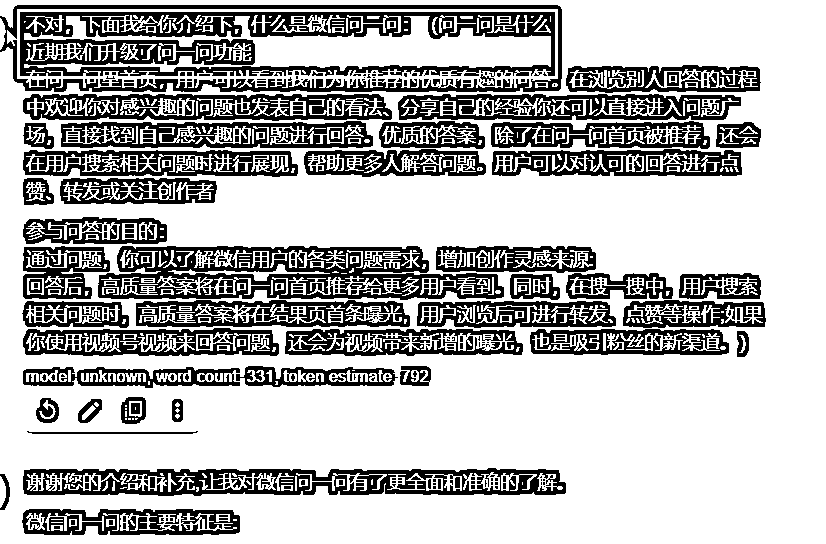 不对，下面我给你介绍下，什么是微信问一问：（问一问是什么
近期我们升级了问一问功能
在问一问里首页，用户可以看到我们为你推荐的优质有趣的问答。在浏览别人回答的过程
中欢迎你对感兴趣的问题也发表自己的看法、分享自己的经验你还可以直接进入问题广
场，直接找到自己感兴趣的问题进行回答。优质的答案，除了在问一问首页被推荐，还会
在用户搜索相关问题时进行展现，帮助更多人解答问题。用户可以对认可的回答进行点
赞、转发或关注创作者
参与问答的目的：
通过问题，你可以了解微信用户的各类问题需求，增加创作灵感来源;
回答后，高质量答案将在问一问首页推荐给更多用户看到。同时，在搜一搜中，用户搜索
相关问题时，高质量答案将在结果页首条曝光，用户浏览后可进行转发、点赞等操作;如果
你使用视频号视频来回答问题，还会为视频带来新增的曝光，也是吸引粉丝的新渠道。)
model: unknown, word count: 331, token estimate: 792
谢谢您的介绍和补充,让我对微信问一问有了更全面和准确的了解。
微信问一问的主要特征是: